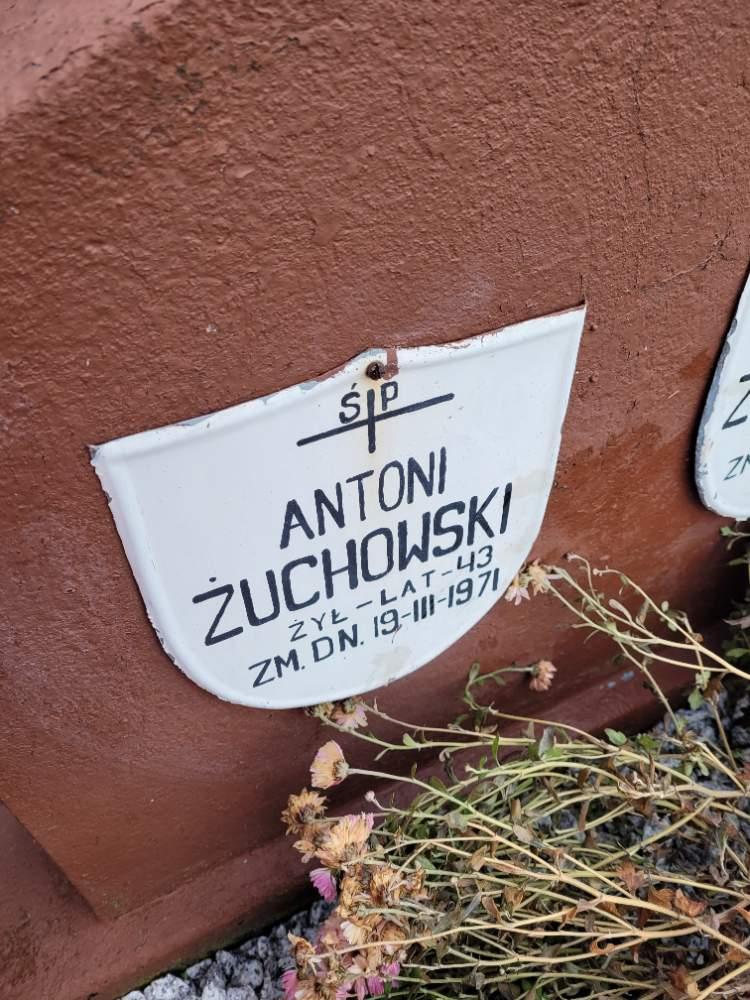 ŚP
ANTONI
ŻUCHOWSKI
ŻYŁ-LAT-43
ZM. DN. 19-III-1971